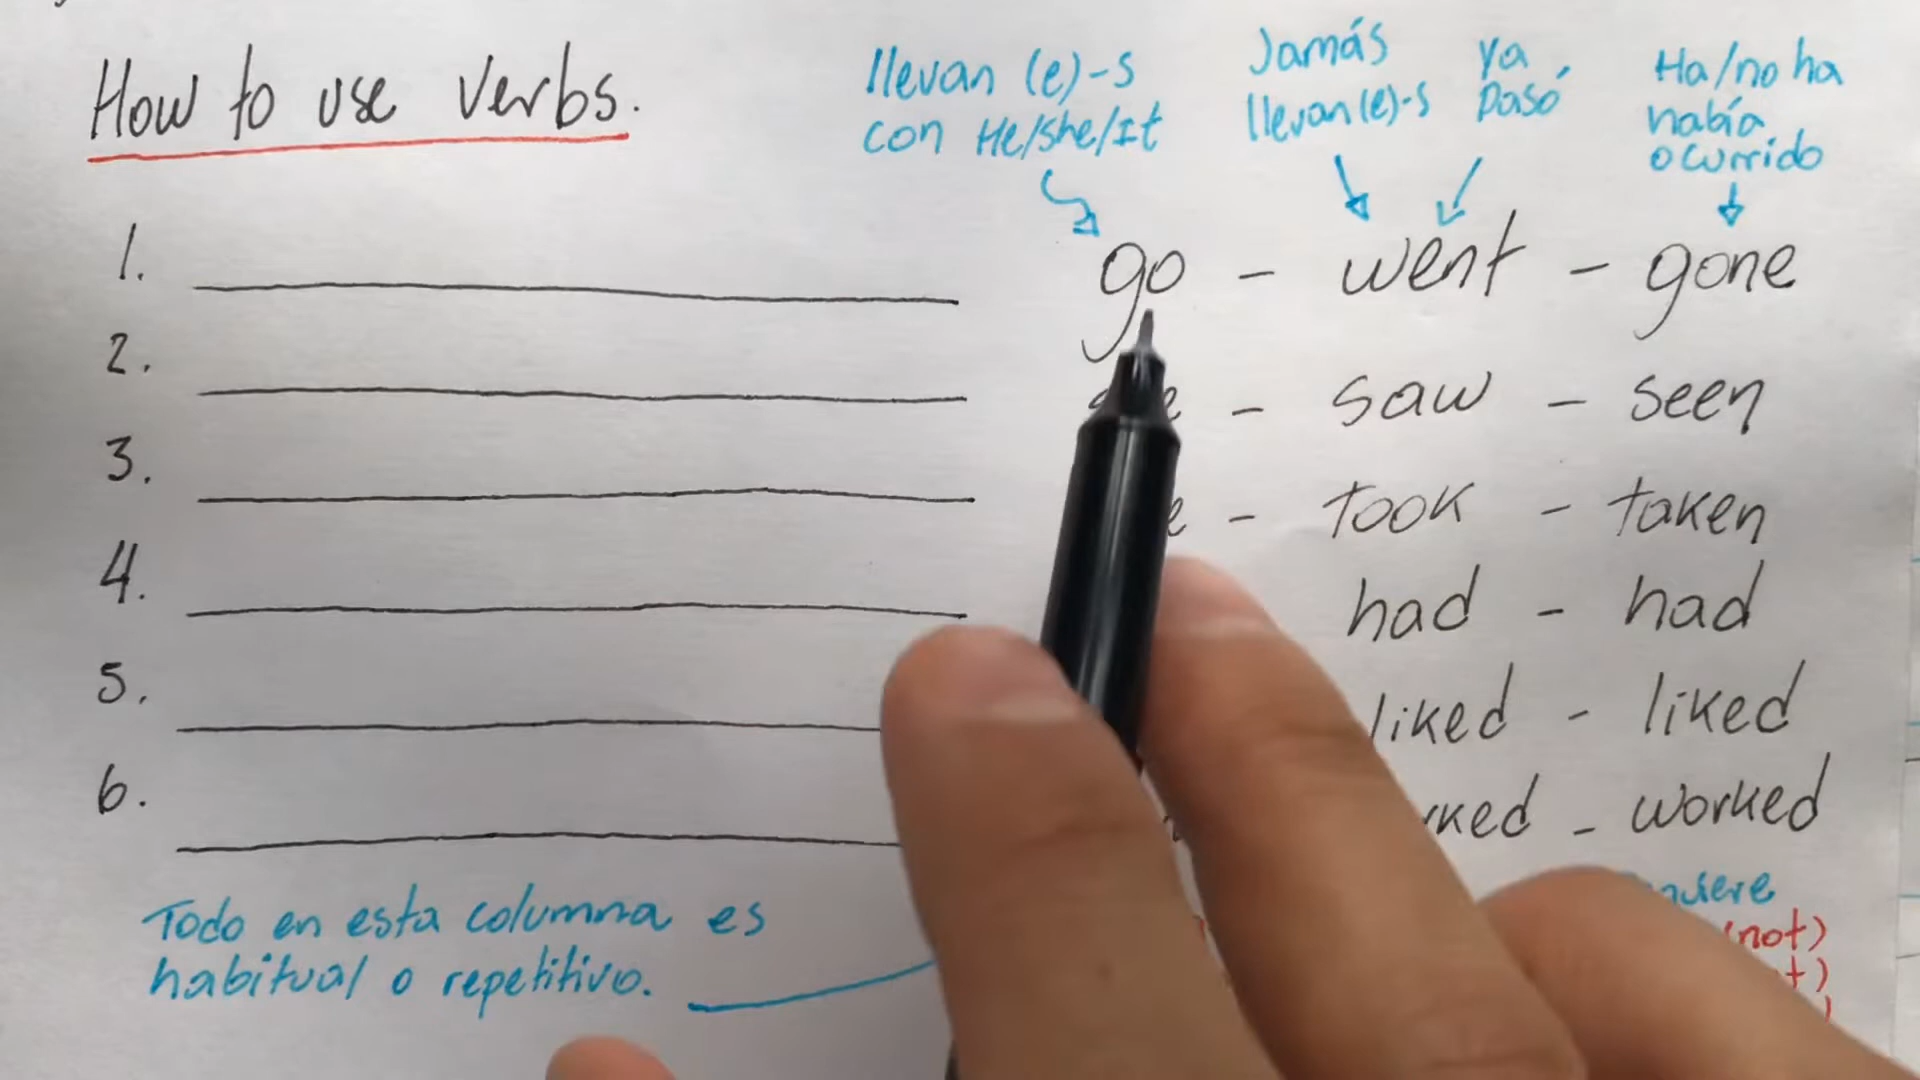 How to use verbs.
llevan (e)-s
con He/She/It
Jamás
llevan(e)-s
ya
pasó
Ha/no ha
había
ocurrido
1.
go - went - gone
2.
- saw - seen
3.
- took - taken
4.
had - had
5.
liked - liked
6.
- worked
Todo en esta columna es
habitual o repetitivo.
(not)